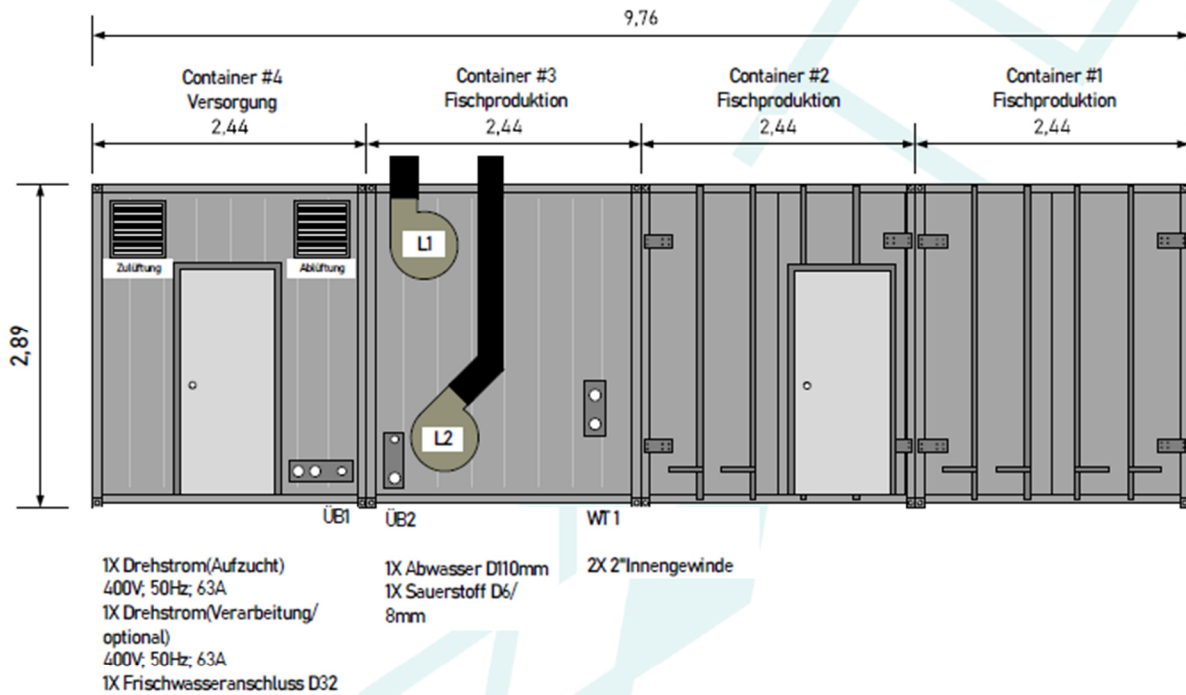 9,76
Container #4
Versorgung
2,44
Container #3
Fischproduktion
2,44
Container #2
Fischproduktion
2,44
Container #1
Fischproduktion
2,44
2,89
Zulüftung
Ablüftung
L1
L2
ÜB1
ÜB2
WT 1
1X Drehstrom(Aufzucht)
400V; 50Hz; 63A
1X Drehstrom(Verarbeitung/
optional)
400V; 50Hz; 63A
1X Frischwasseranschluss D32
1X Abwasser D110mm
1X Sauerstoff D6/
8mm
2X 2"Innengewinde